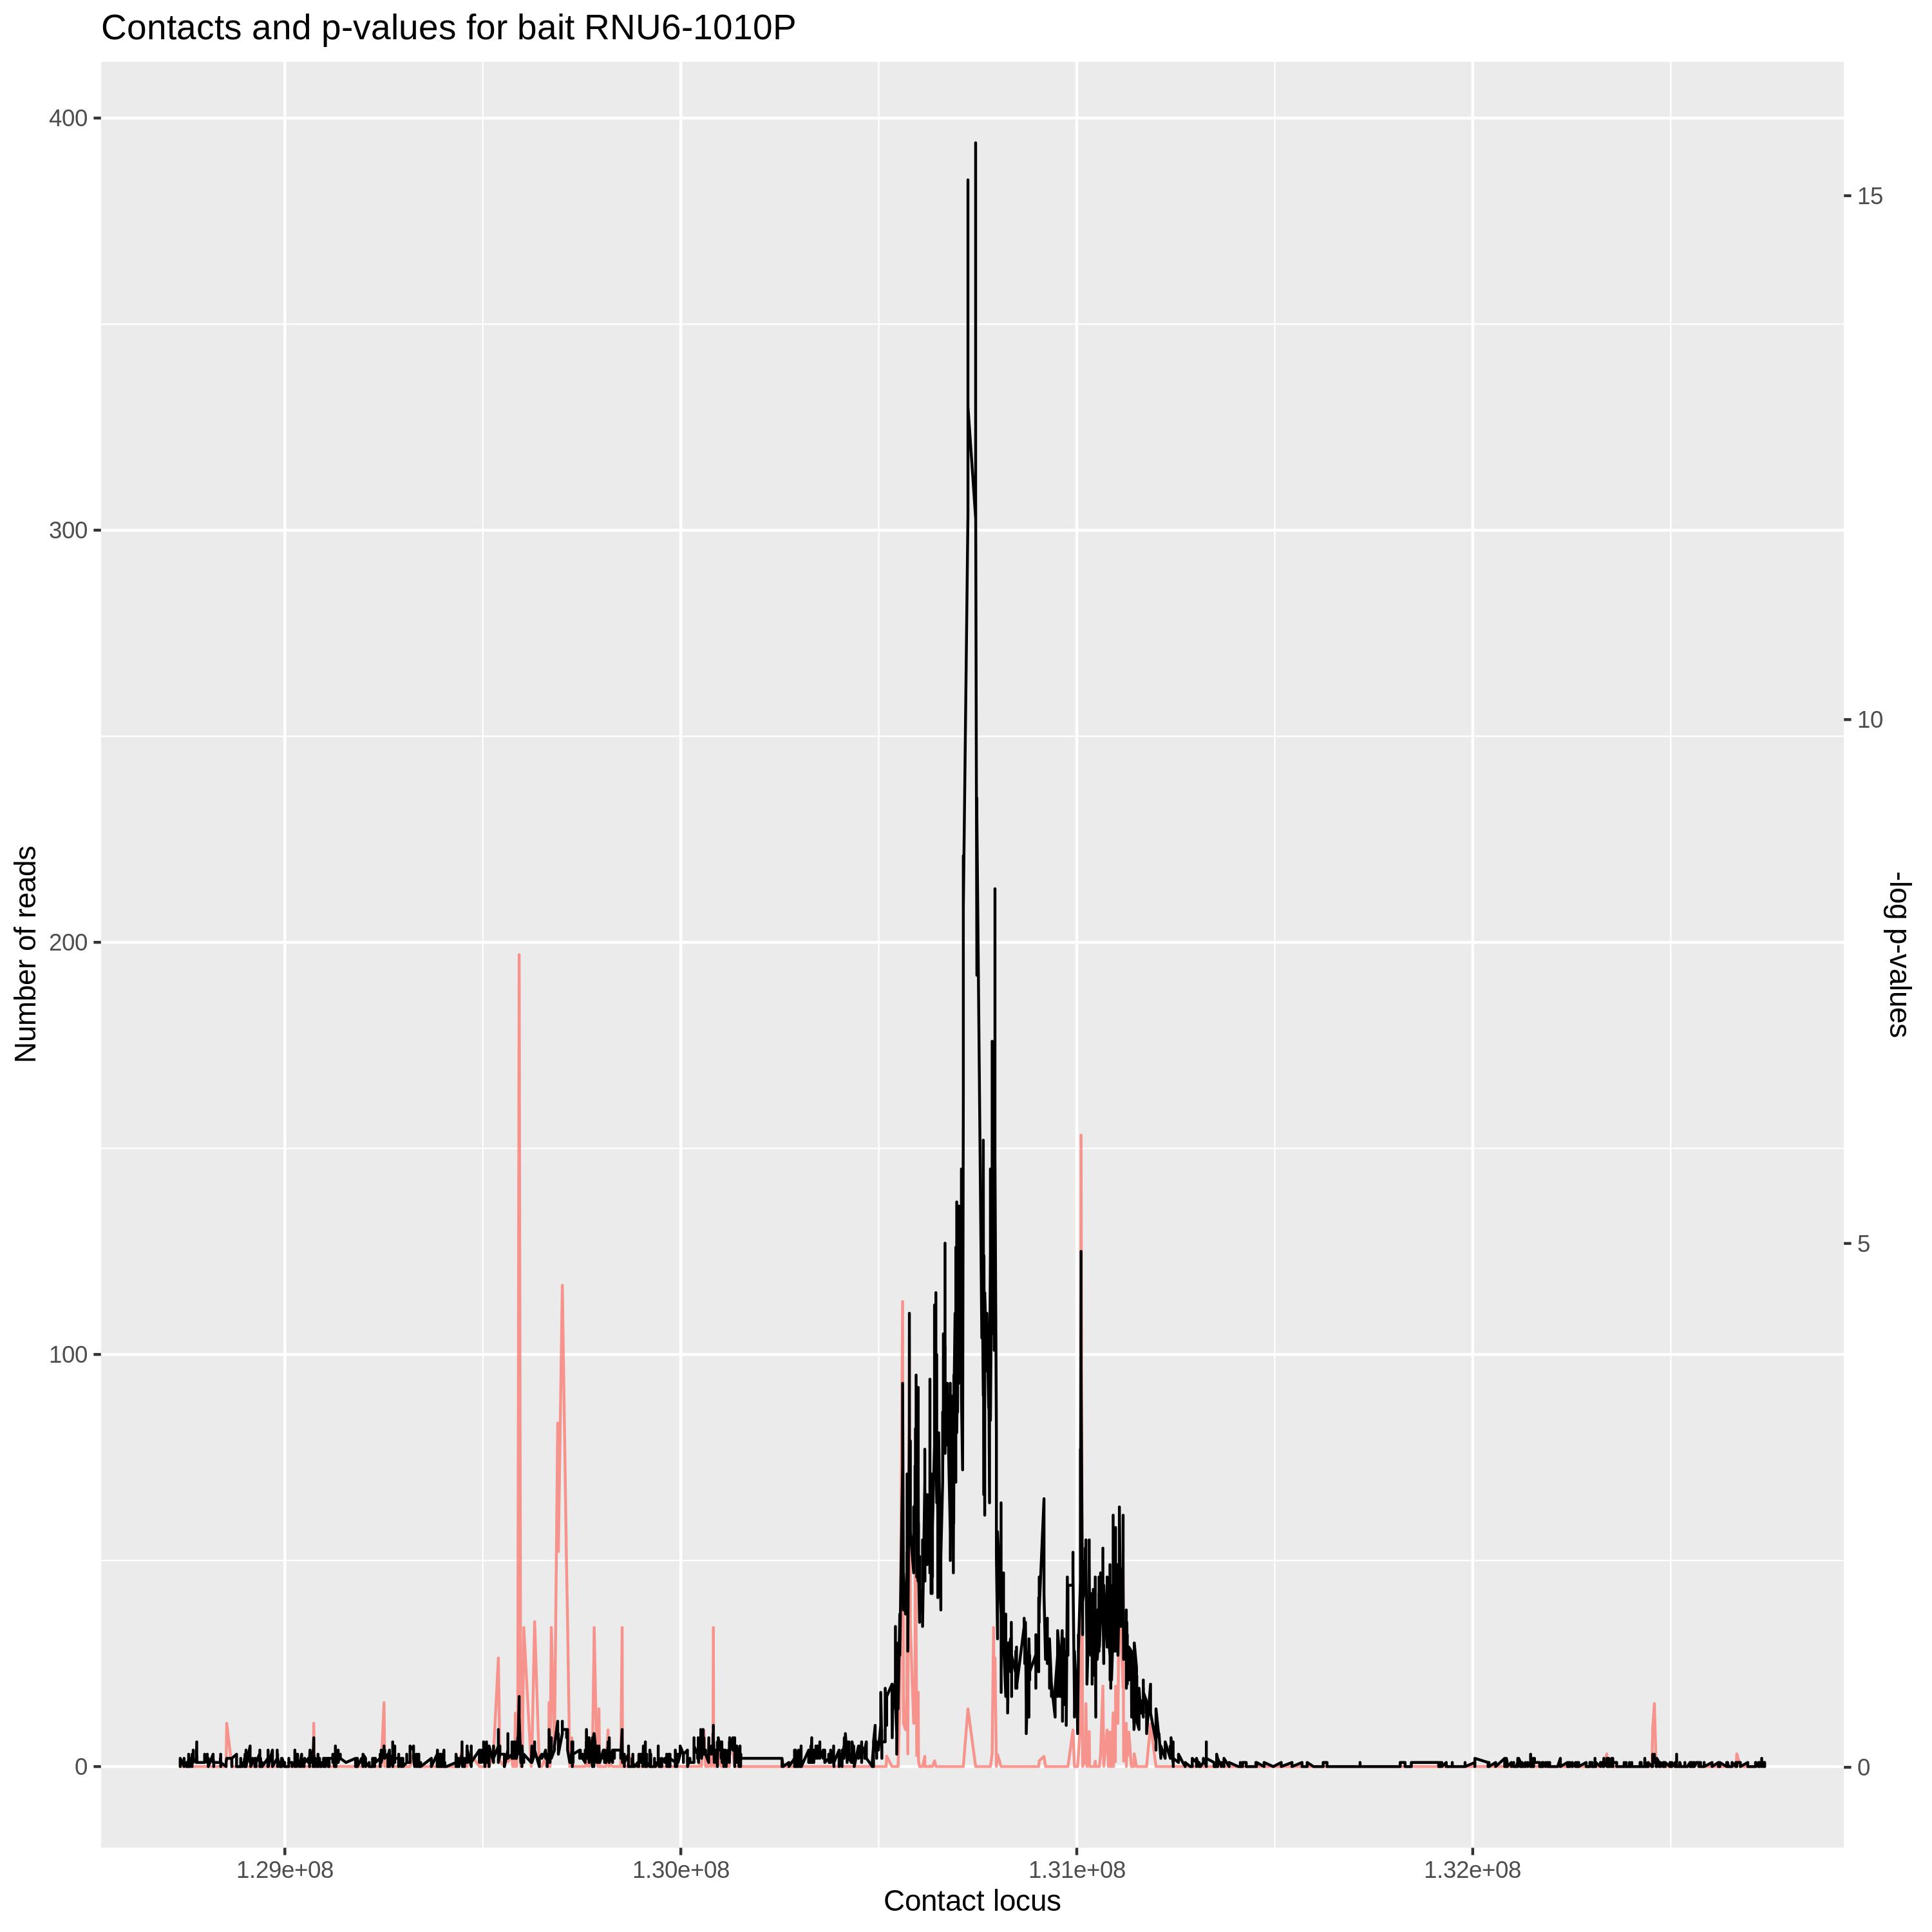 Contacts and p-values for bait RNU6-1010P
400
300
200
100
0
15
10
5
0
Number of reads
-log p-values
1.29e+08
1.30e+08
1.31e+08
1.32e+08
Contact locus